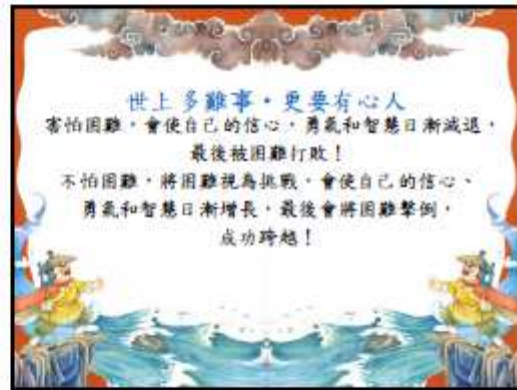 世上多難事，更要有心人
害怕困難，會使自己的信心，勇氣和智慧日漸減退，
最後被困難打敗！
不怕困難，將困難視為挑戰，會使自己的信心、
勇氣和智慧日漸增長，最後會將困難擊倒，
成功跨越！